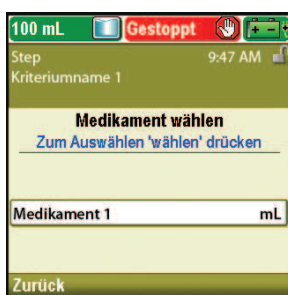 100 mL Gestoppt
Step 9:47 AM
Kriteriumname 1
Medikament wählen
Zum Auswählen 'wählen' drücken
Medikament 1 mL
Zurück